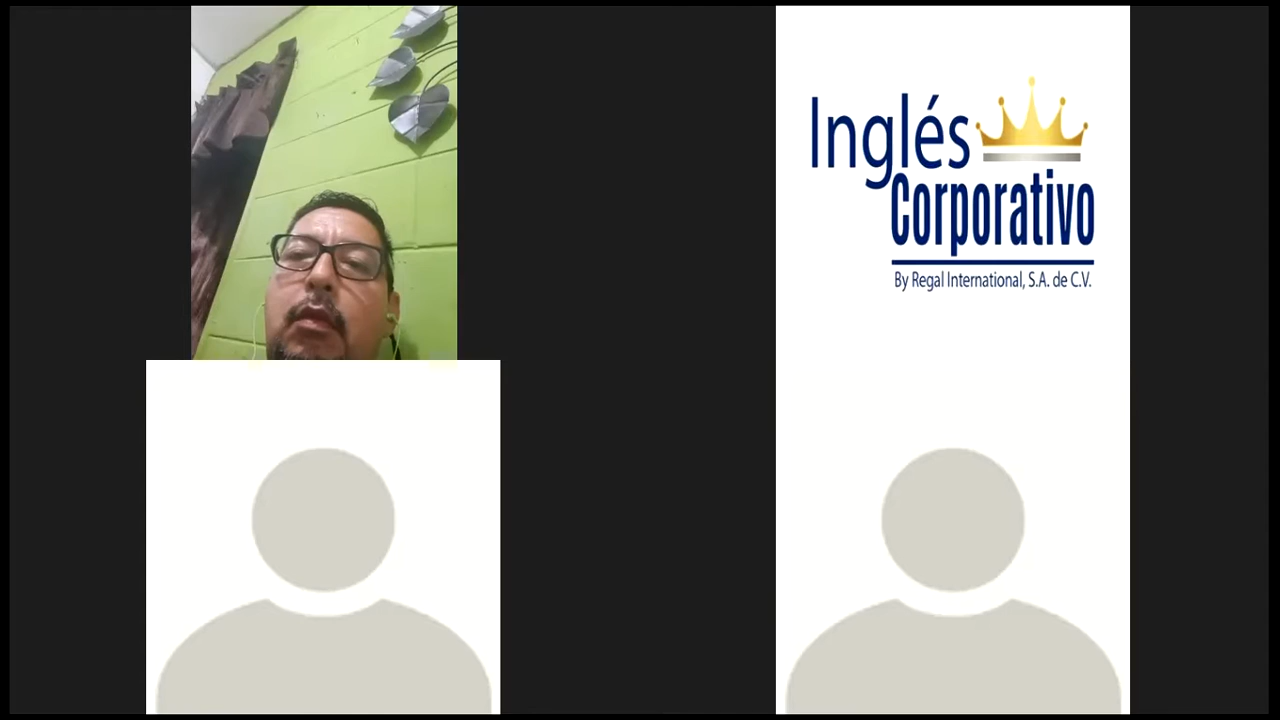 Inglés
Corporativo
By Regal International, S.A. de C.V.